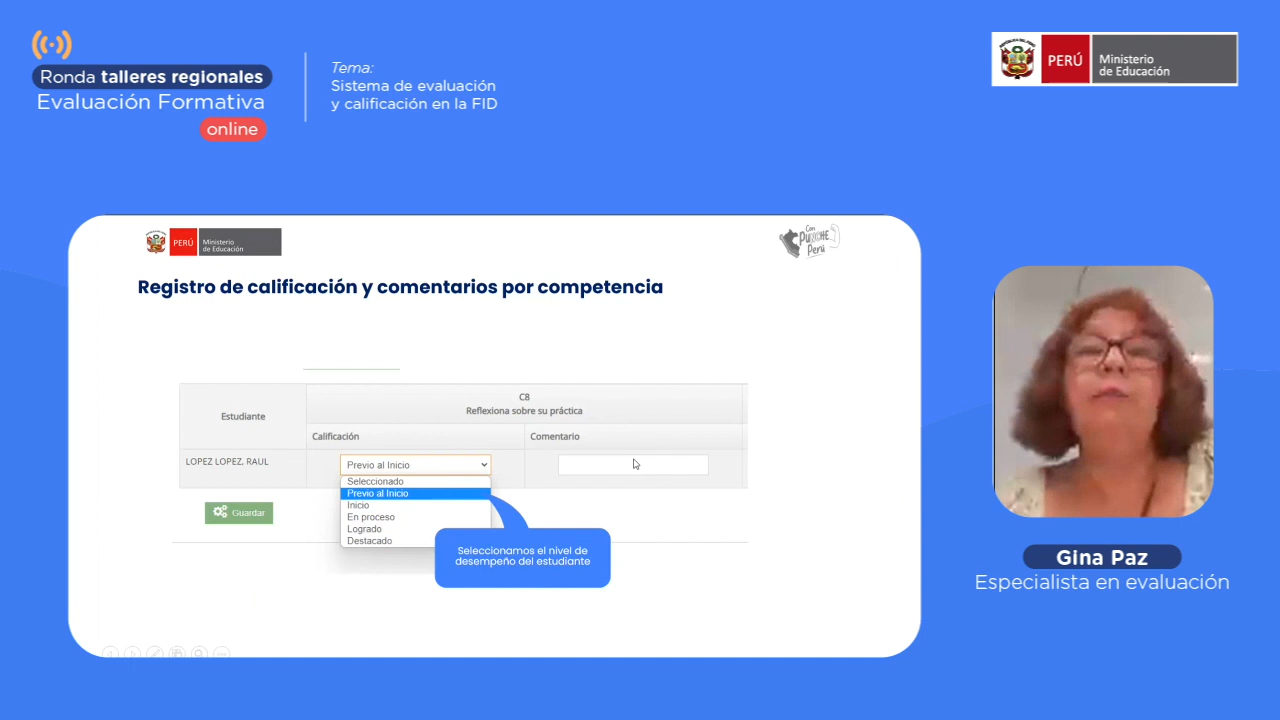 Ronda talleres regionales
Evaluación Formativa
online
Tema:
Sistema de evaluación
y calificación en la FID
PERÚ
Ministerio
de Educación
PERÚ
Ministerio
de Educación
Con
Punche
Perú
Registro de calificación y comentarios por competencia
Estudiante
C8
Reflexiona sobre su práctica
Calificación
Comentario
LOPEZ LOPEZ, RAUL
Previo al Inicio
Seleccionado
Previo al Inicio
Inicio
En proceso
Logrado
Destacado
Guardar
Seleccionamos el nivel de
desempeño del estudiante
Gina Paz
Especialista en evaluación